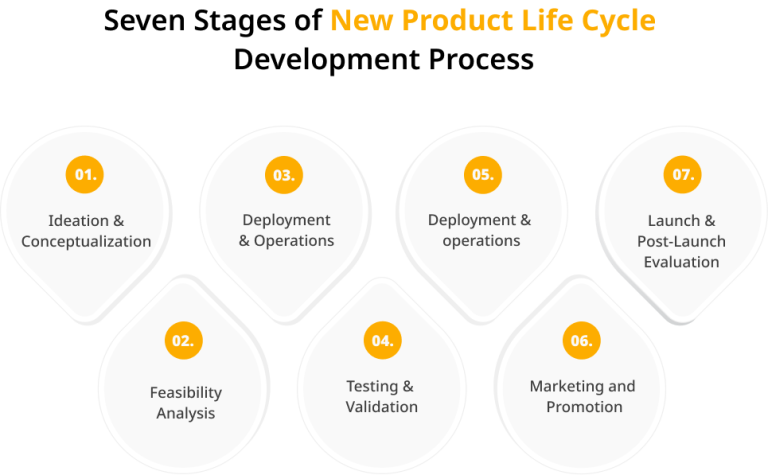 Seven Stages of New Product Life Cycle
Development Process
01.
Ideation &
Conceptualization
02.
Feasibility
Analysis
03.
Deployment
& Operations
04.
Testing &
Validation
05.
Deployment &
operations
06.
Marketing and
Promotion
07.
Launch &
Post-Launch
Evaluation